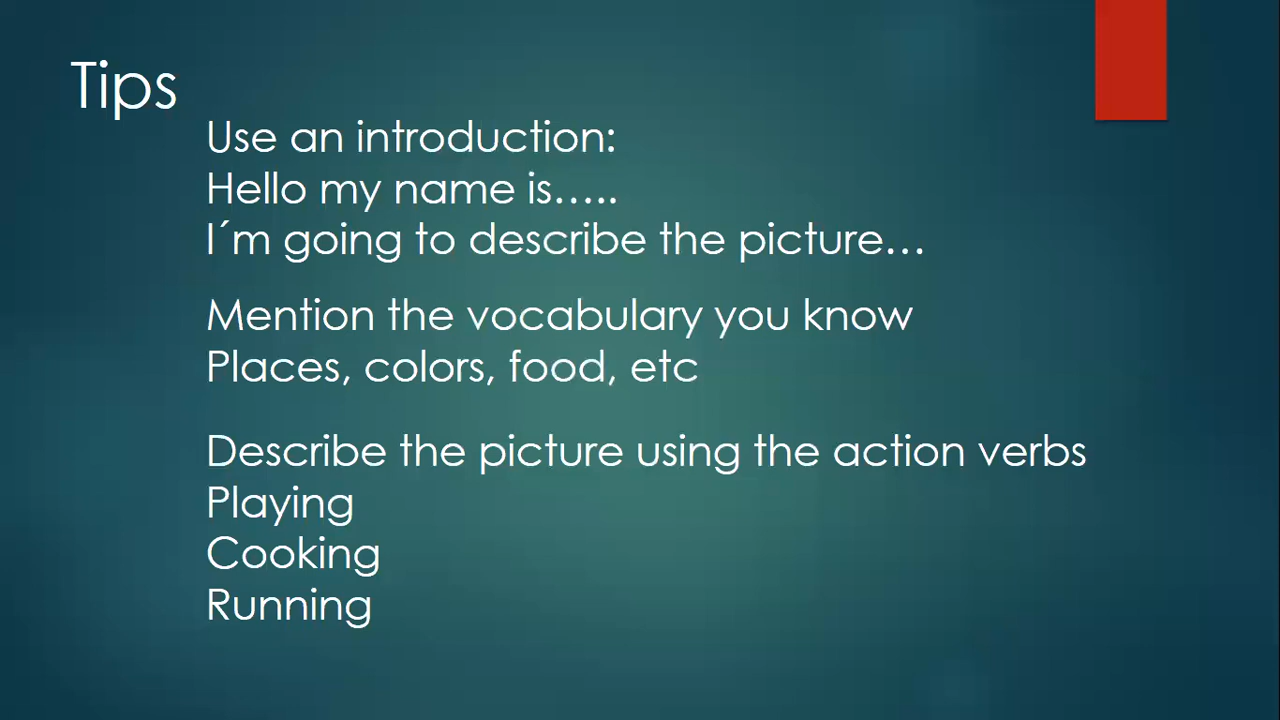 Tips
Use an introduction:
Hello my name is…..
I´m going to describe the picture…
Mention the vocabulary you know
Places, colors, food, etc
Describe the picture using the action verbs
Playing
Cooking
Running